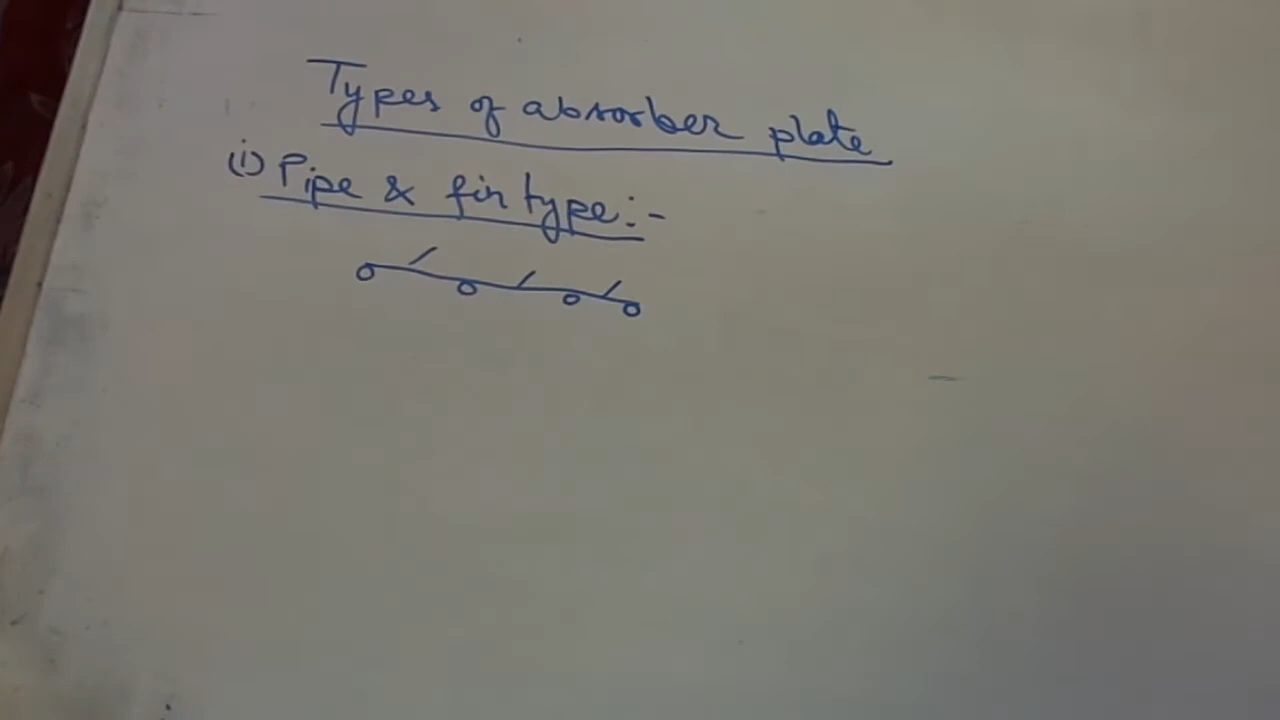 Types of absorber plate
(i) Pipe & fin type:-